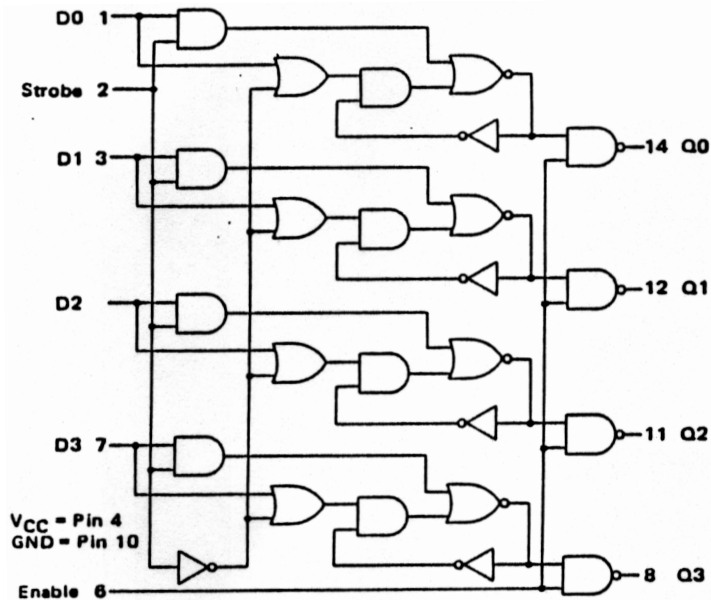 D0 1
Strobe 2
14 Q0
D1 3
12 Q1
D2
11 Q2
D3 7
VCC = Pin 4
GND = Pin 10
8 Q3
Enable 6